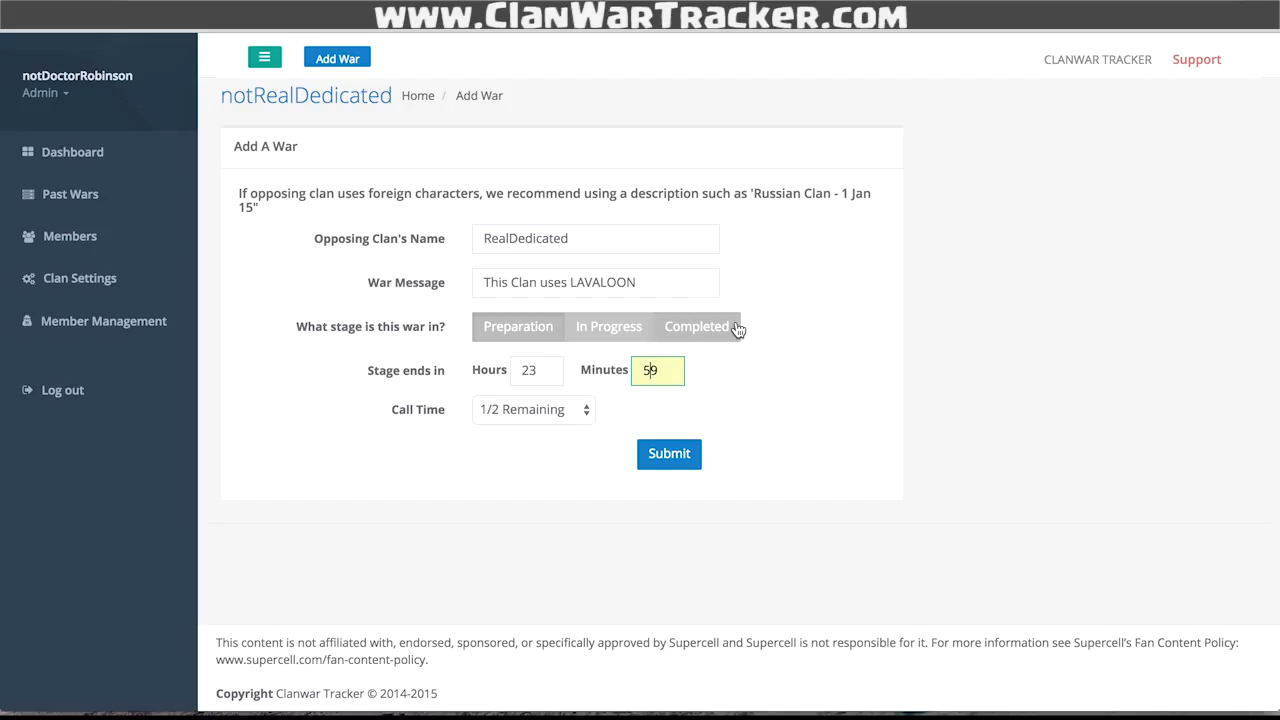 www.ClanWarTracker.com
notDoctorRobinson
Admin
Dashboard
Past Wars
Members
Clan Settings
Member Management
Log out
Add War
CLANWAR TRACKER Support
notRealDedicated Home / Add War
Add A War
If opposing clan uses foreign characters, we recommend using a description such as 'Russian Clan - 1 Jan
15"
Opposing Clan's Name RealDedicated
War Message This Clan uses LAVALOON
What stage is this war in? Preparation In Progress Completed
Stage ends in Hours 23 Minutes 59
Call Time 1/2 Remaining
Submit
This content is not affiliated with, endorsed, sponsored, or specifically approved by Supercell and Supercell is not responsible for it. For more information see Supercell's Fan Content Policy:
www.supercell.com/fan-content-policy.
Copyright Clanwar Tracker © 2014-2015